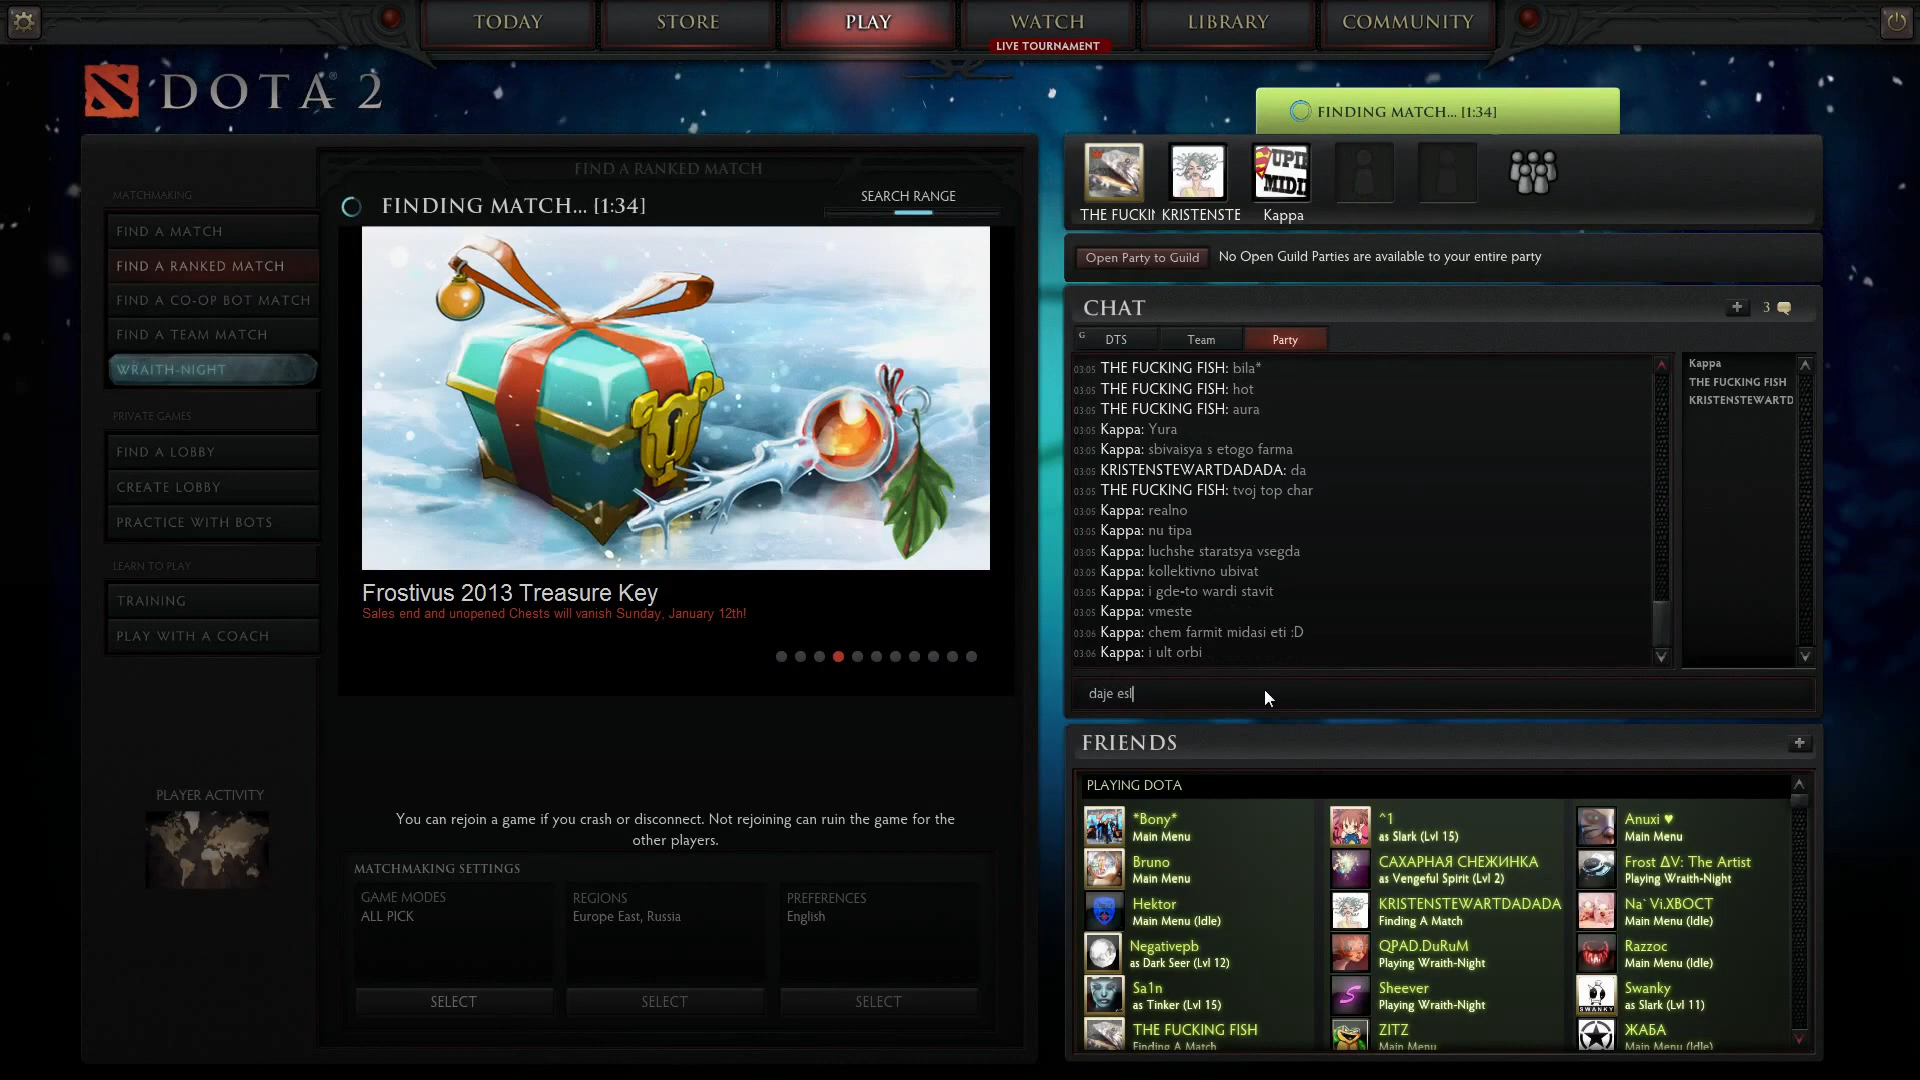 TODAY
STORE
PLAY
WATCH
LIVE TOURNAMENT
LIBRARY
COMMUNITY
DOTA 2
FINDING MATCH... [1:34]
MATCHMAKING
FIND A MATCH
FIND A RANKED MATCH
FIND A CO-OP BOT MATCH
FIND A TEAM MATCH
WRAITH-NIGHT
PRIVATE GAMES
FIND A LOBBY
CREATE LOBBY
PRACTICE WITH BOTS
LEARN TO PLAY
TRAINING
PLAY WITH A COACH
PLAYER ACTIVITY
FIND A RANKED MATCH
FINDING MATCH... [1:34]
SEARCH RANGE
Frostivus 2013 Treasure Key
Sales end and unopened Chests will vanish Sunday, January 12th!
You can rejoin a game if you crash or disconnect. Not rejoining can ruin the game for the
other players.
MATCHMAKING SETTINGS
GAME MODES
ALL PICK
SELECT
REGIONS
Europe East, Russia
SELECT
PREFERENCES
English
SELECT
UPI
MIDI
THE FUCKIN
KRISTENSTE
Kappa
Open Party to Guild
No Open Guild Parties are available to your entire party
CHAT
3
G DTS
Team
Party
03:05 THE FUCKING FISH: bila*
03:05 THE FUCKING FISH: hot
03:05 THE FUCKING FISH: aura
03:05 Kappa: Yura
03:05 Kappa: sbivaisya s etogo farma
03:05 KRISTENSTEWARTDADADA: da
03:05 THE FUCKING FISH: tvoj top char
03:05 Kappa: realno
03:05 Kappa: nu tipa
03:05 Kappa: luchshe staratsya vsegda
03:05 Kappa: kollektivno ubivat
03:05 Kappa: i gde-to wardi stavit
03:05 Kappa: vmeste
03:06 Kappa: chem farmit midasi eti :D
03:06 Kappa: i ult orbi
Kappa
THE FUCKING FISH
KRISTENSTEWARTD
daje esl
FRIENDS
PLAYING DOTA
*Bony*
Main Menu
^1
as Slark (Lvl 15)
Anuxi ♥
Main Menu
Bruno
Main Menu
САХАРНАЯ СНЕЖИНКА
as Vengeful Spirit (Lvl 2)
Frost ΔV: The Artist
Playing Wraith-Night
Hektor
Main Menu (Idle)
KRISTENSTEWARTDADADA
Finding A Match
Na`Vi.XBOCT
Main Menu (Idle)
Negativepb
as Dark Seer (Lvl 12)
QPAD.DuRuM
Playing Wraith-Night
Razzoc
Main Menu (Idle)
Sa1n
as Tinker (Lvl 15)
Sheever
Playing Wraith-Night
Swanky
as Slark (Lvl 11)
SWANKY
THE FUCKING FISH
Finding A Match
ZITZ
Main Menu
ЖАБА
Main Menu (Idle)